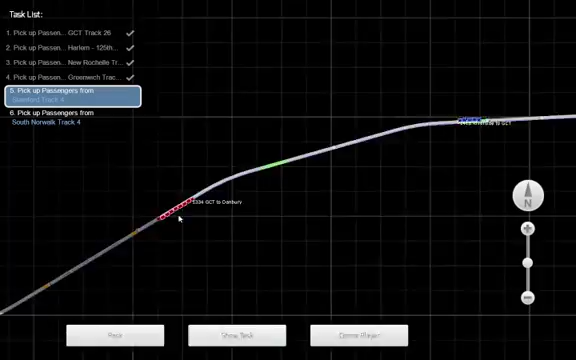 Task List:
1. Pick up Passen... GCT Track 26
2. Pick up Passen... Harlem - 125th...
3. Pick up Passen... New Rochelle Tr...
4. Pick up Passen... Greenwich Trac...
5. Pick up Passengers from
Stamford Track 4
6. Pick up Passengers from
South Norwalk Track 4
GCT to Danbury
to GCT
N
Show Task